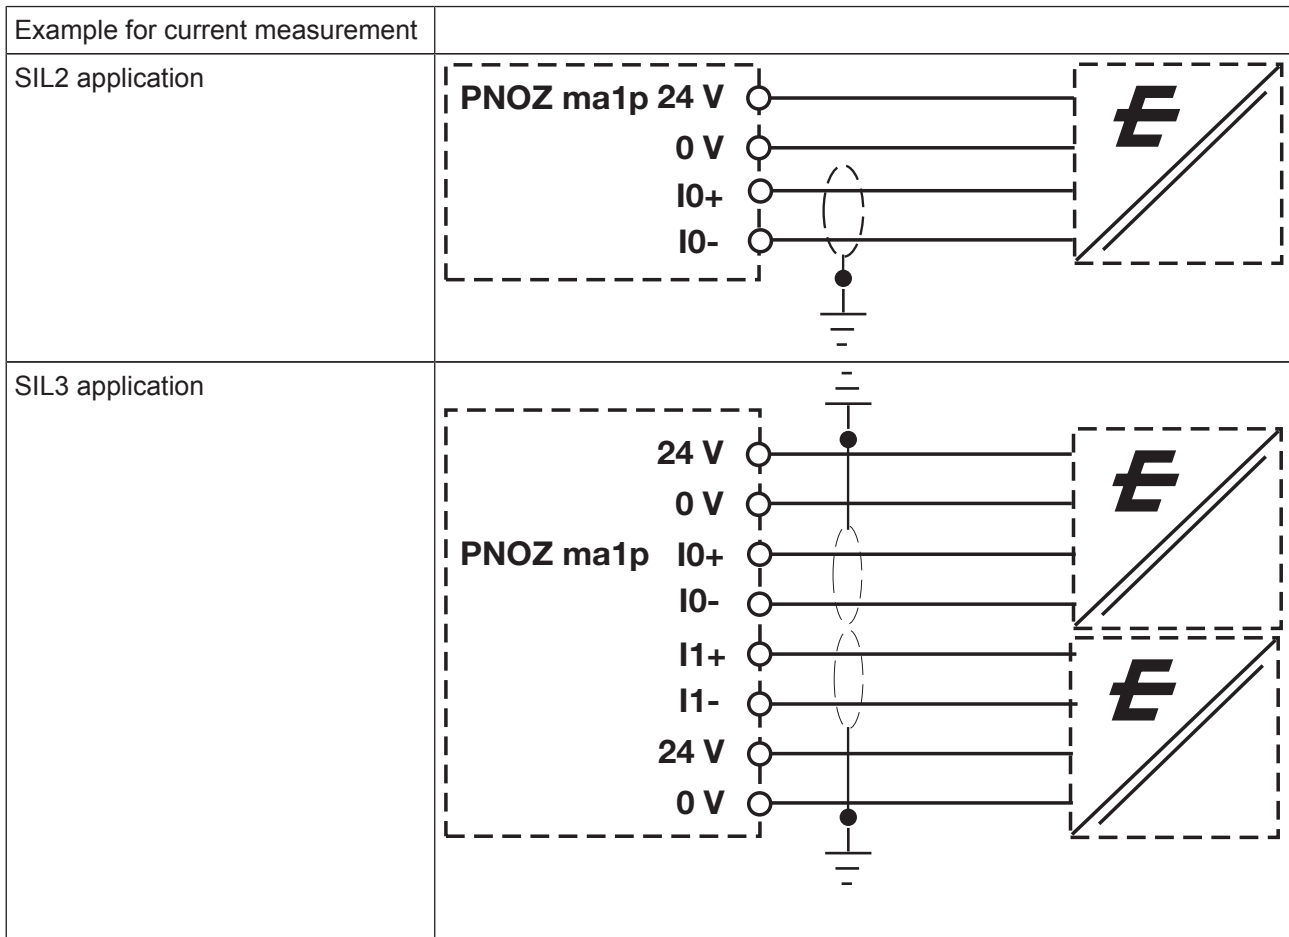 Example for current measurement
SIL2 application
PNOZ ma1p 24 V
0 V
I0+
I0-
E
SIL3 application
24 V
0 V
PNOZ ma1p I0+
I0-
I1+
I1-
24 V
0 V
E
E